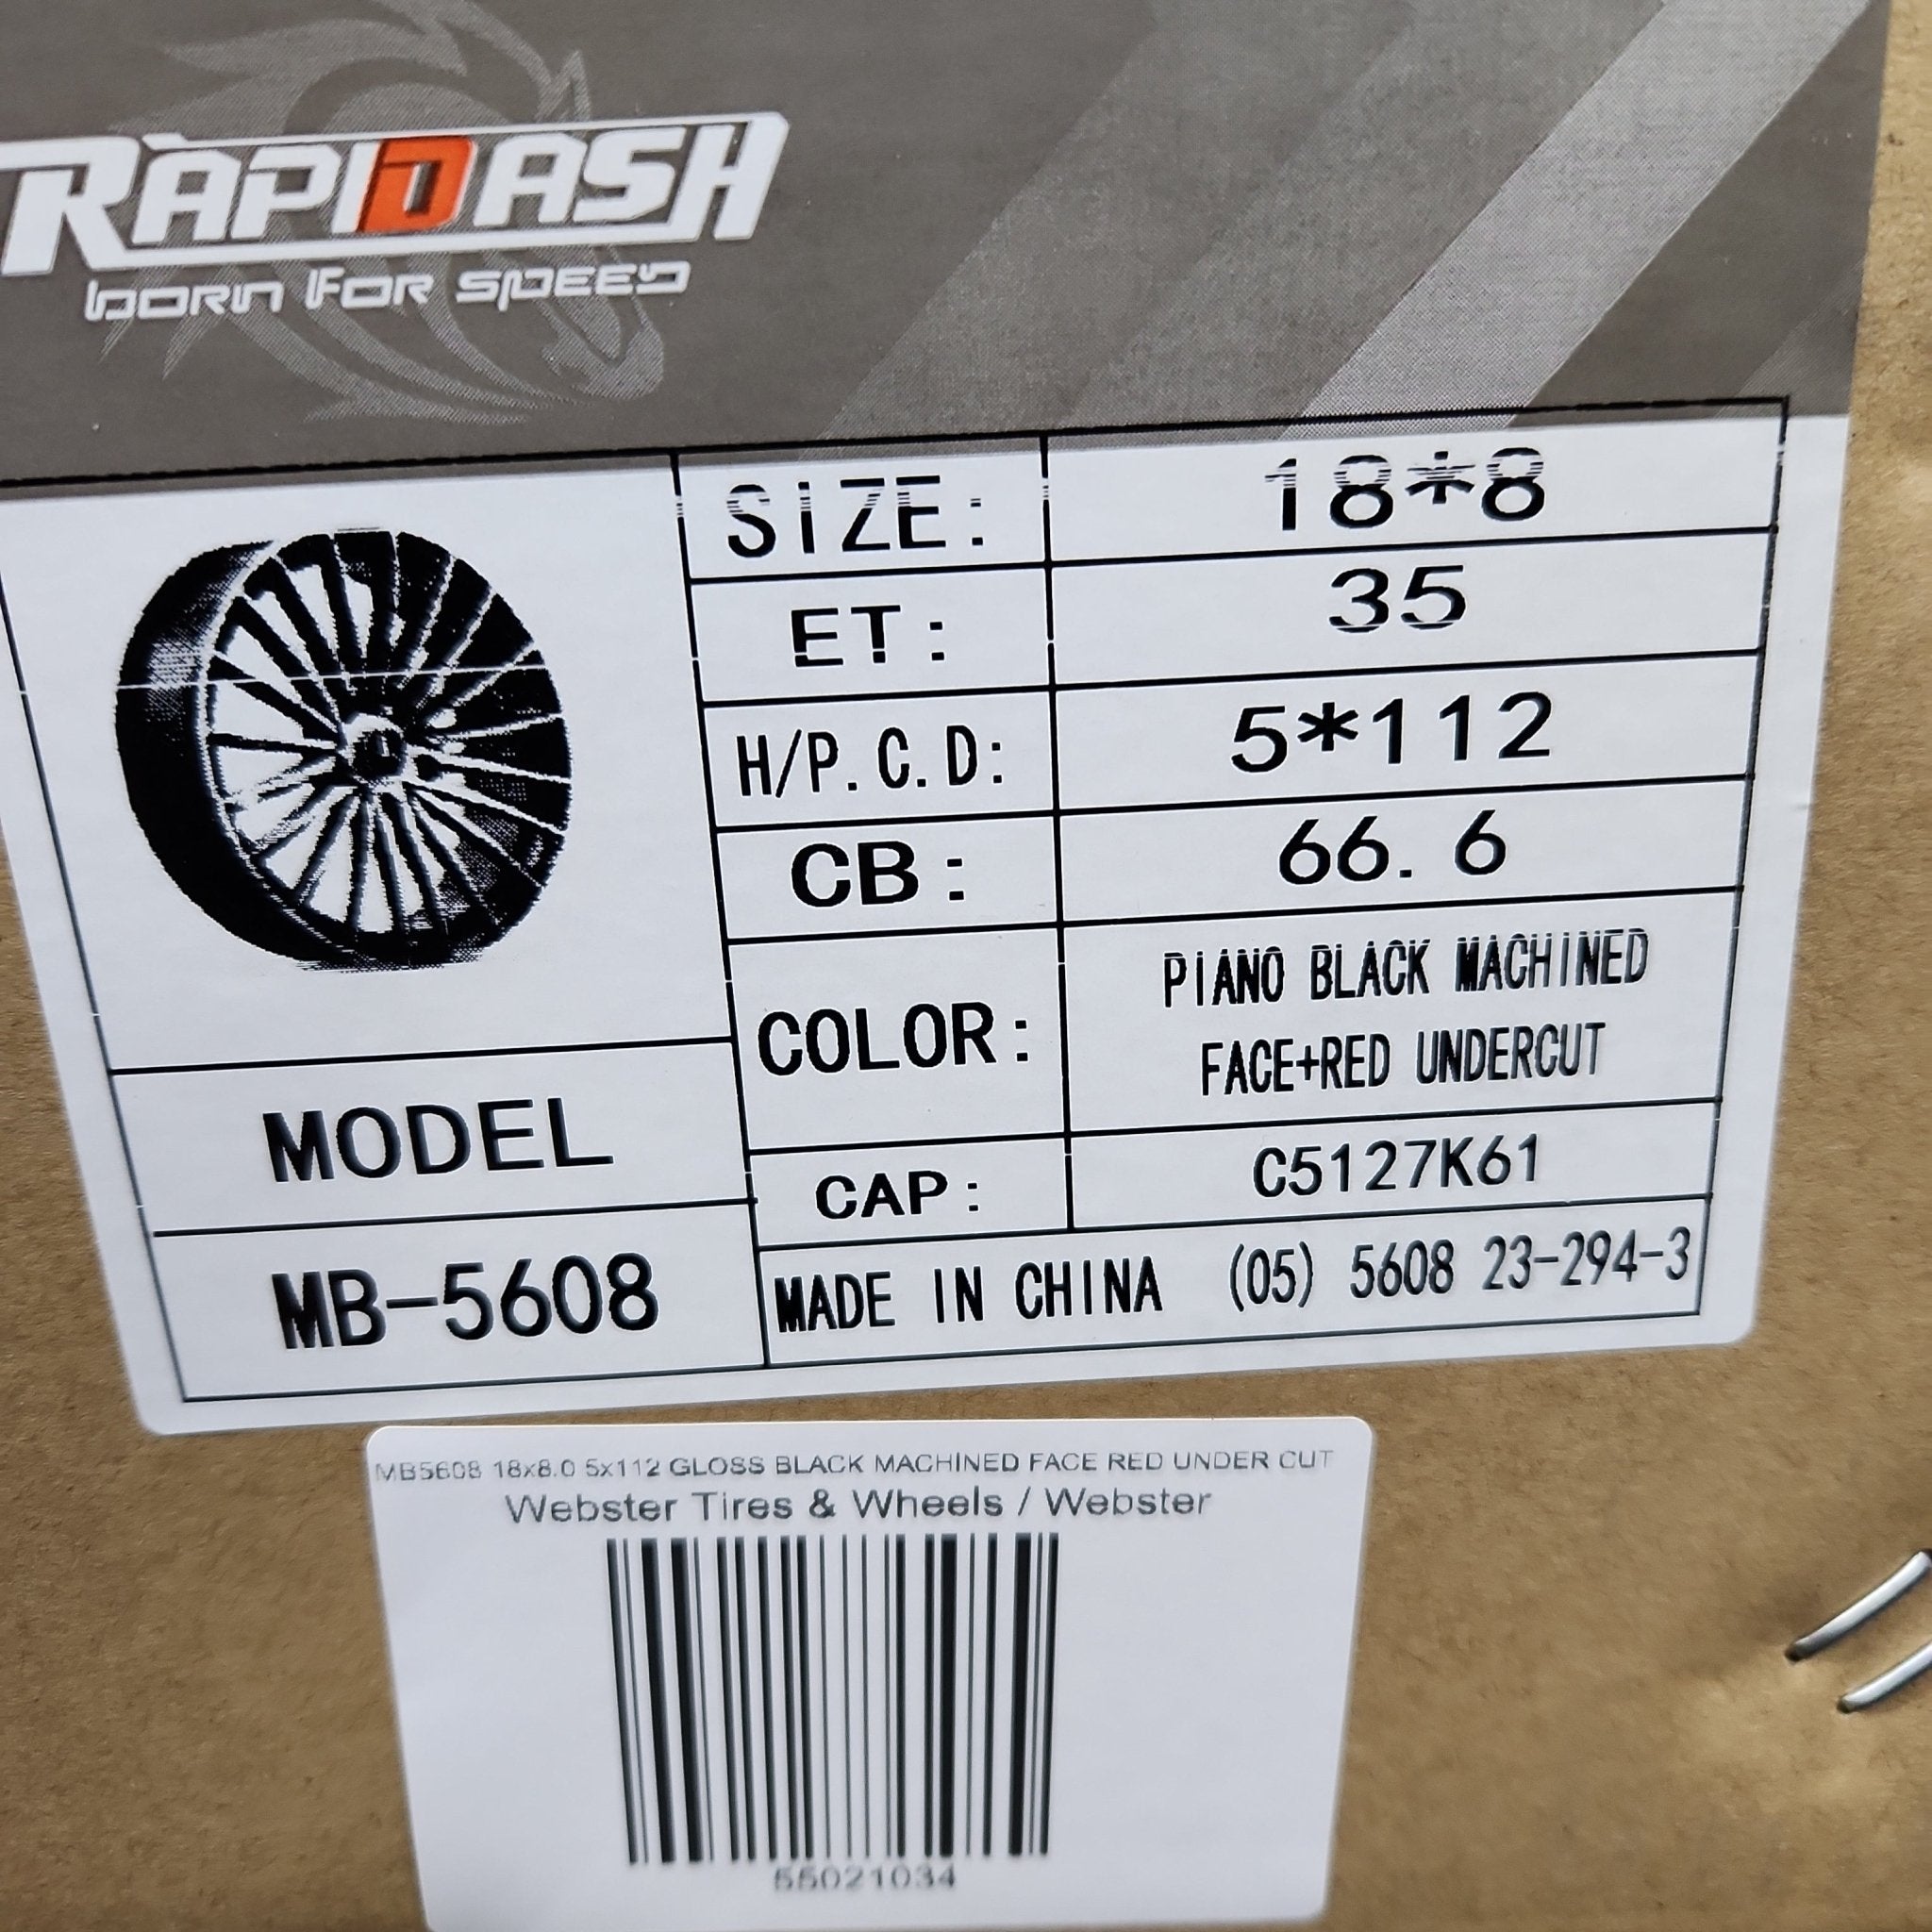 RAPIDASH
BORN FOR SPEED
SIZE: 18*8
ET: 35
H/P.C.D: 5*112
CB: 66.6
COLOR: PIANO BLACK MACHINED
FACE+RED UNDERCUT
CAP: C5127K61
MODEL
MB-5608
MADE IN CHINA (05) 5608 23-294-3
MB5608 18x8.0 5x112 GLOSS BLACK MACHINED FACE RED UNDER CUT
Webster Tires & Wheels / Webster
55021034